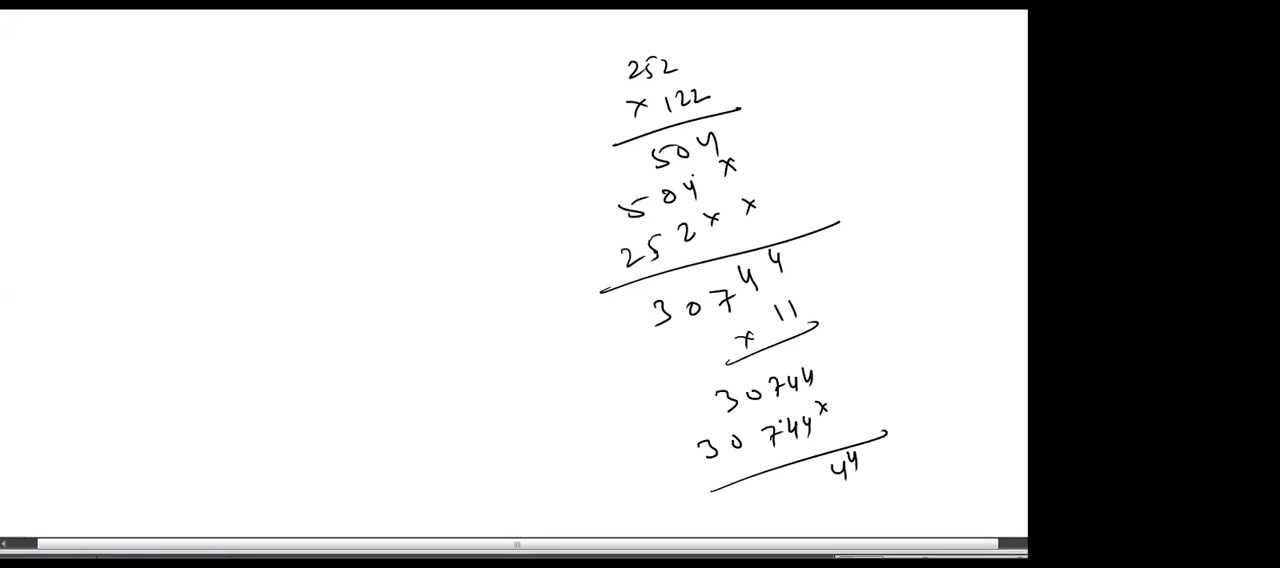 252
x 122
504
504 x
252 x x
30744
x 11
30744
30744 x
44